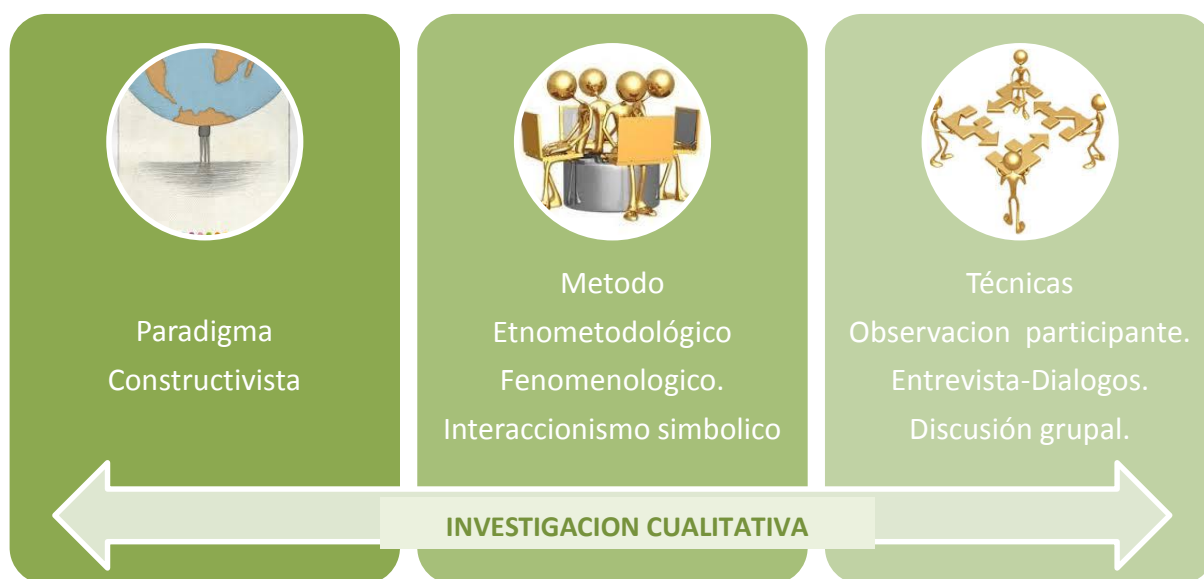 Paradigma
Constructivista
Metodo
Etnometodológico
Fenomenologico.
Interaccionismo simbolico
Técnicas
Observacion participante.
Entrevista-Dialogos.
Discusión grupal.
INVESTIGACION CUALITATIVA